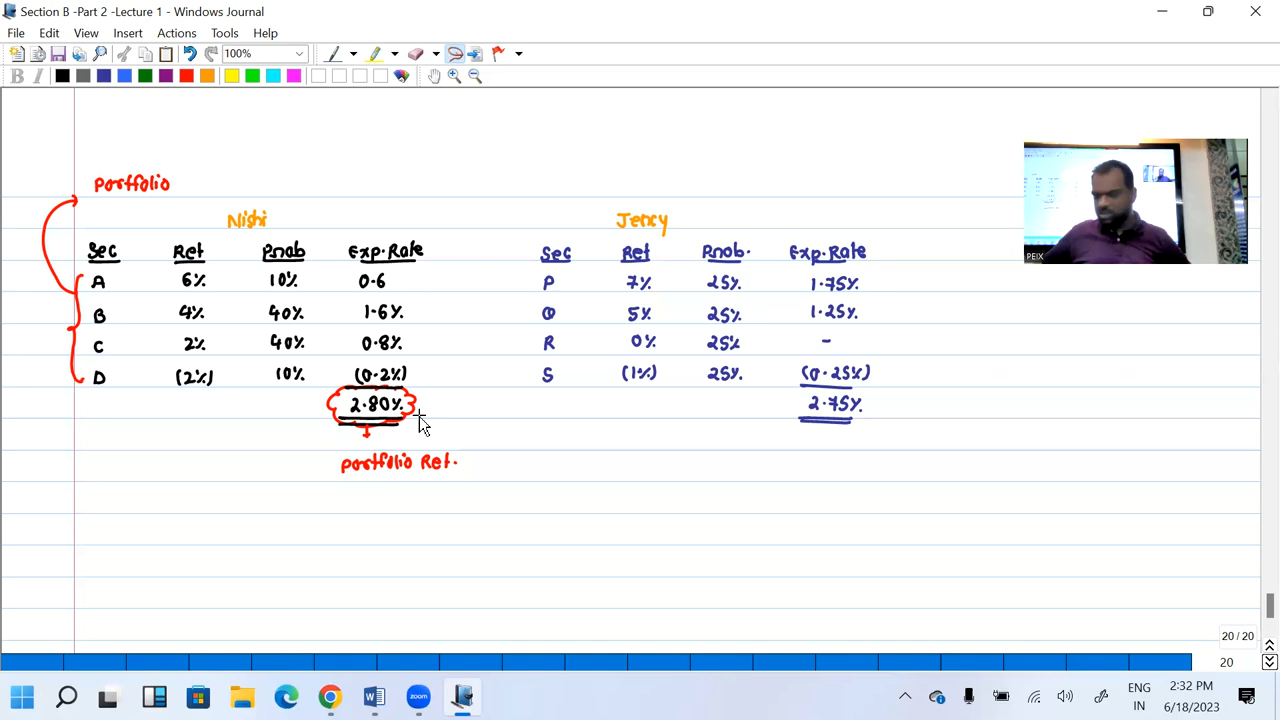 Section B -Part 2 -Lecture 1 - Windows Journal
File Edit View Insert Actions Tools Help
100%
B I
Portfolio
Nishi Jency
Sec Ret Prob Exp.Rate Sec Ret Prob. Exp.Rate
A 6% 10% 0.6 P 7% 25% 1.75%
B 4% 40% 1.6% Q 5% 25% 1.25%
C 2% 40% 0.8% R 0% 25% -
D (2%) 10% (0.2%) S (1%) 25% (0.25%)
2.80% 2.75%
Portfolio Ret.
PEIX
20 / 20
20
zoom
ENG
IN
2:32 PM
6/18/2023